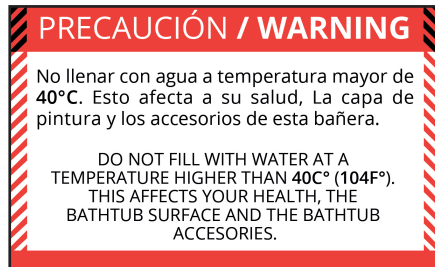 PRECAUCIÓN / WARNING
No llenar con agua a temperatura mayor de
40°C. Esto afecta a su salud, La capa de
pintura y los accesorios de esta bañera.
DO NOT FILL WITH WATER AT A
TEMPERATURE HIGHER THAN 40C° (104F°).
THIS AFFECTS YOUR HEALTH, THE
BATHTUB SURFACE AND THE BATHTUB
ACCESORIES.